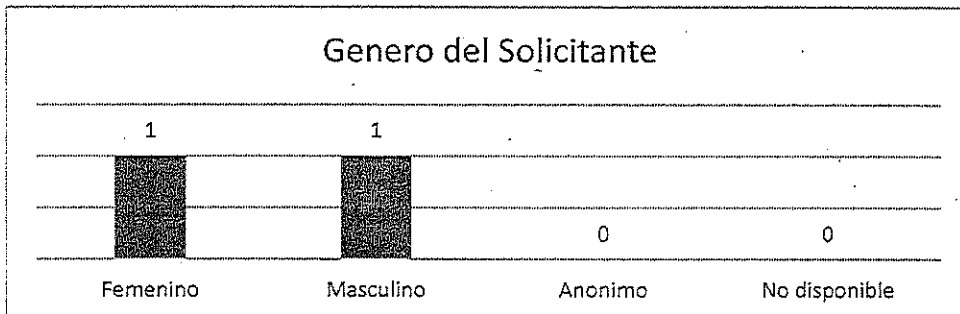 Genero del Solicitante
1 1
0 0
Femenino Masculino Anonimo No disponible